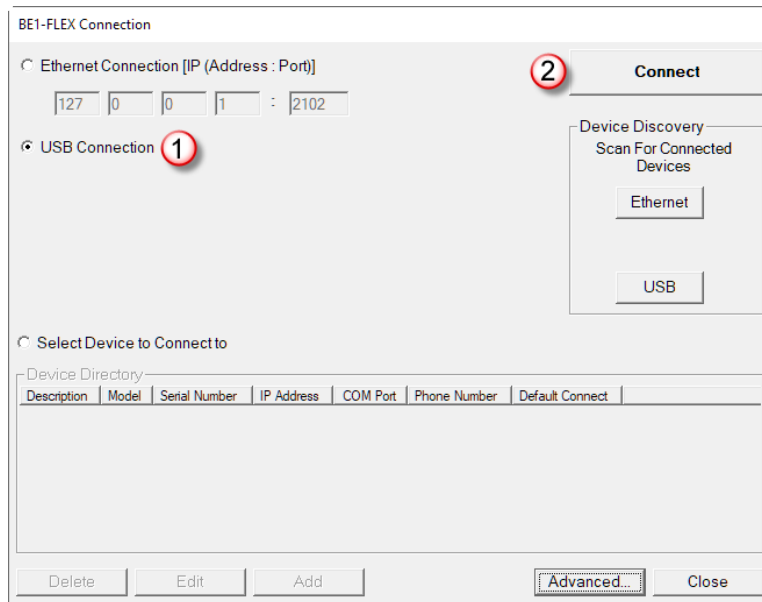 BE1-FLEX Connection
Ethernet Connection [IP (Address : Port)]
127 0 0 1 : 2102
USB Connection 1
2 Connect
Device Discovery
Scan For Connected
Devices
Ethernet
USB
Select Device to Connect to
Device Directory
Description Model Serial Number IP Address COM Port Phone Number Default Connect
Delete Edit Add Advanced... Close